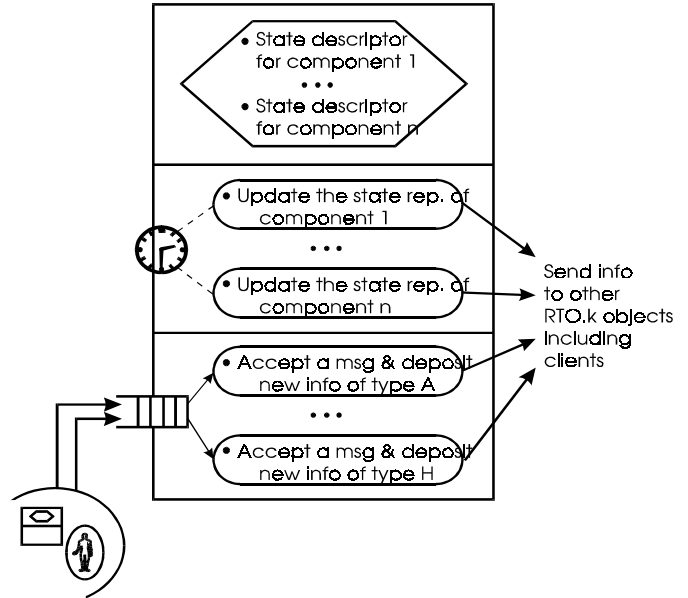 • State descriptor
for component 1
• • •
• State descriptor
for component n
• Update the state rep. of
component 1
• • •
• Update the state rep. of
component n
Send info
to other
RTO.k objects
including
clients
• Accept a msg & deposit
new info of type A
• • •
• Accept a msg & deposit
new info of type H